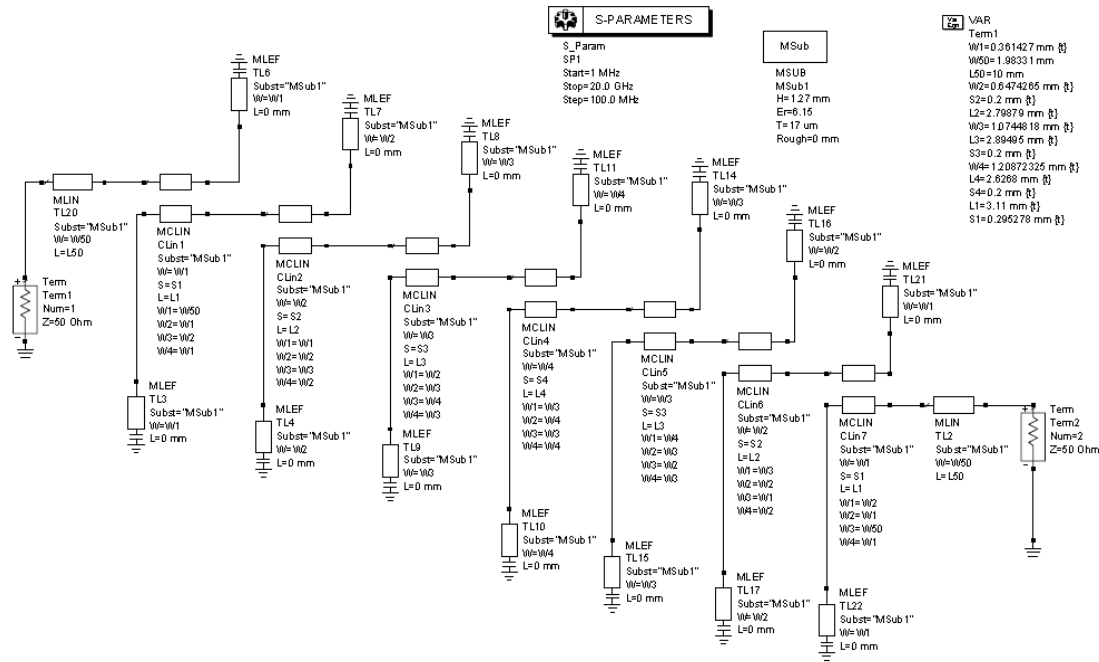 S-PARAMETERS
S_Param
SP1
Start=1 MHz
Stop=20.0 GHz
Step=100.0 MHz
MSub
MSUB
MSub1
H=1.27 mm
Er=6.15
T=17 um
Rough=0 mm
Var
Eqn
VAR
Term1
W1=0.361427 mm {t}
W50=1.98331 mm
L50=10 mm
W2=0.6474265 mm {t}
S2=0.2 mm {t}
L2=2.79879 mm {t}
W3=1.0744818 mm {t}
L3=2.89495 mm {t}
S3=0.2 mm {t}
W4=1.20872325 mm {t}
L4=2.6268 mm {t}
S4=0.2 mm {t}
L1=3.11 mm {t}
S1=0.295278 mm {t}
MLEF
TL6
Subst="MSub1"
W=W1
L=0 mm
MLEF
TL7
Subst="MSub1"
W=W2
L=0 mm
MLEF
TL8
Subst="MSub1"
W=W3
L=0 mm
MLEF
TL11
Subst="MSub1"
W=W4
L=0 mm
MLEF
TL14
Subst="MSub1"
W=W3
L=0 mm
MLEF
TL16
Subst="MSub1"
W=W2
L=0 mm
MLEF
TL21
Subst="MSub1"
W=W1
L=0 mm
MLIN
TL20
Subst="MSub1"
W=W50
L=L50
Term
Term1
Num=1
Z=50 Ohm
MCLIN
CLin1
Subst="MSub1"
W=W1
S=S1
L=L1
W1=W50
W2=W1
W3=W2
W4=W1
MCLIN
CLin2
Subst="MSub1"
W=W2
S=S2
L=L2
W1=W1
W2=W2
W3=W3
W4=W2
MCLIN
CLin3
Subst="MSub1"
W=W3
S=S3
L=L3
W1=W2
W2=W3
W3=W4
W4=W3
MCLIN
CLin4
Subst="MSub1"
W=W4
S=S4
L=L4
W1=W3
W2=W4
W3=W3
W4=W4
MCLIN
CLin5
Subst="MSub1"
W=W3
S=S3
L=L3
W1=W4
W2=W3
W3=W2
W4=W3
MCLIN
CLin6
Subst="MSub1"
W=W2
S=S2
L=L2
W1=W3
W2=W2
W3=W1
W4=W2
MCLIN
CLin7
Subst="MSub1"
W=W1
S=S1
L=L1
W1=W2
W2=W1
W3=W50
W4=W1
MLIN
TL2
Subst="MSub1"
W=W50
L=L50
Term
Term2
Num=2
Z=50 Ohm
MLEF
TL3
Subst="MSub1"
W=W1
L=0 mm
MLEF
TL4
Subst="MSub1"
W=W2
L=0 mm
MLEF
TL9
Subst="MSub1"
W=W3
L=0 mm
MLEF
TL10
Subst="MSub1"
W=W4
L=0 mm
MLEF
TL15
Subst="MSub1"
W=W3
L=0 mm
MLEF
TL17
Subst="MSub1"
W=W2
L=0 mm
MLEF
TL22
Subst="MSub1"
W=W1
L=0 mm